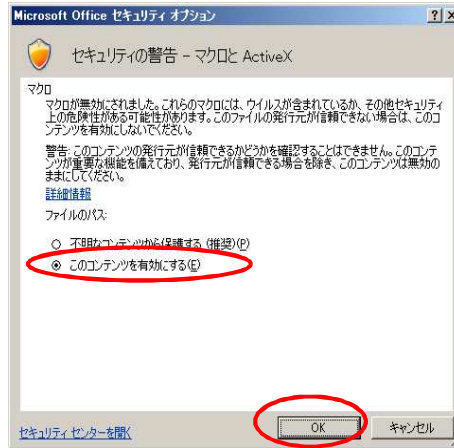 Microsoft Office セキュリティ オプション
セキュリティの警告 - マクロと ActiveX
マクロ
マクロが無効にされました。これらのマクロには、ウイルスが含まれているか、その他セキュリティ
上の危険性がある可能性があります。このファイルの発行元が信頼できない場合は、このコ
ンテンツを有効にしないでください。
警告: このコンテンツの発行元が信頼できるかどうかを確認することはできません。このコンテ
ンツが重要な機能を備えており、発行元が信頼できる場合を除き、このコンテンツは無効の
ままにしてください。
詳細情報
ファイルのパス:
不明なコンテンツから保護する (推奨)(P)
このコンテンツを有効にする(E)
セキュリティ センターを開く
OK
キャンセル